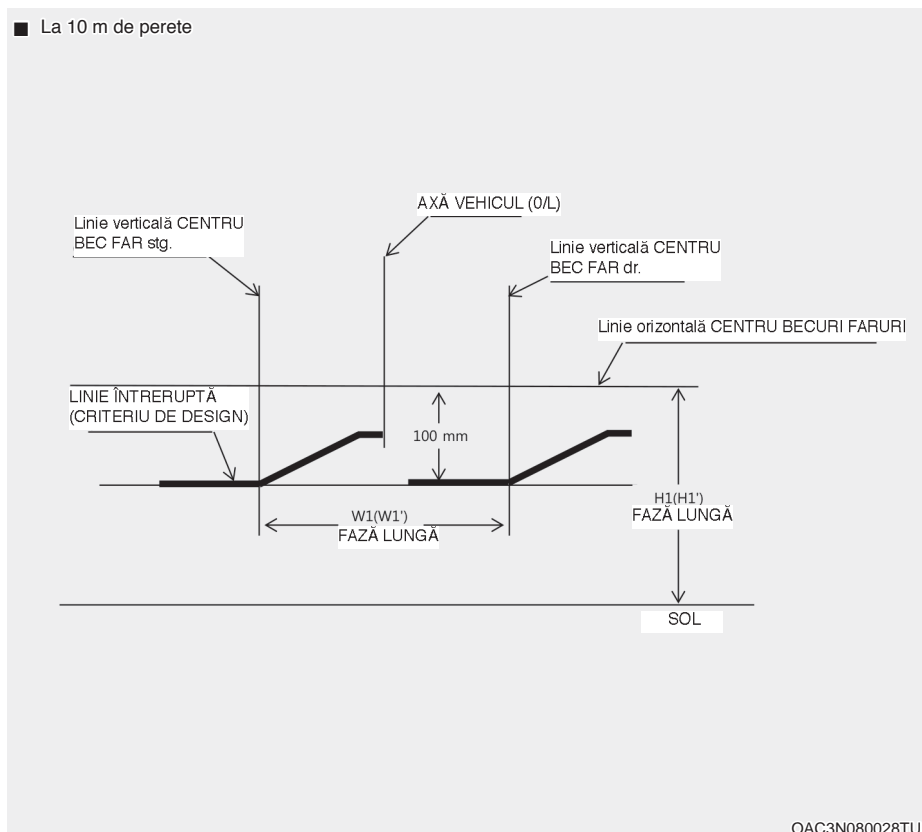 ■ La 10 m de perete
AXĂ VEHICUL (0/L)
Linie verticală CENTRU
BEC FAR stg.
Linie verticală CENTRU
BEC FAR dr.
Linie orizontală CENTRU BECURI FARURI
LINIE ÎNTRERUPTĂ
(CRITERIU DE DESIGN)
100 mm
H1(H1')
FAZĂ LUNGĂ
W1(W1')
FAZĂ LUNGĂ
SOL
OAC3N080028TU